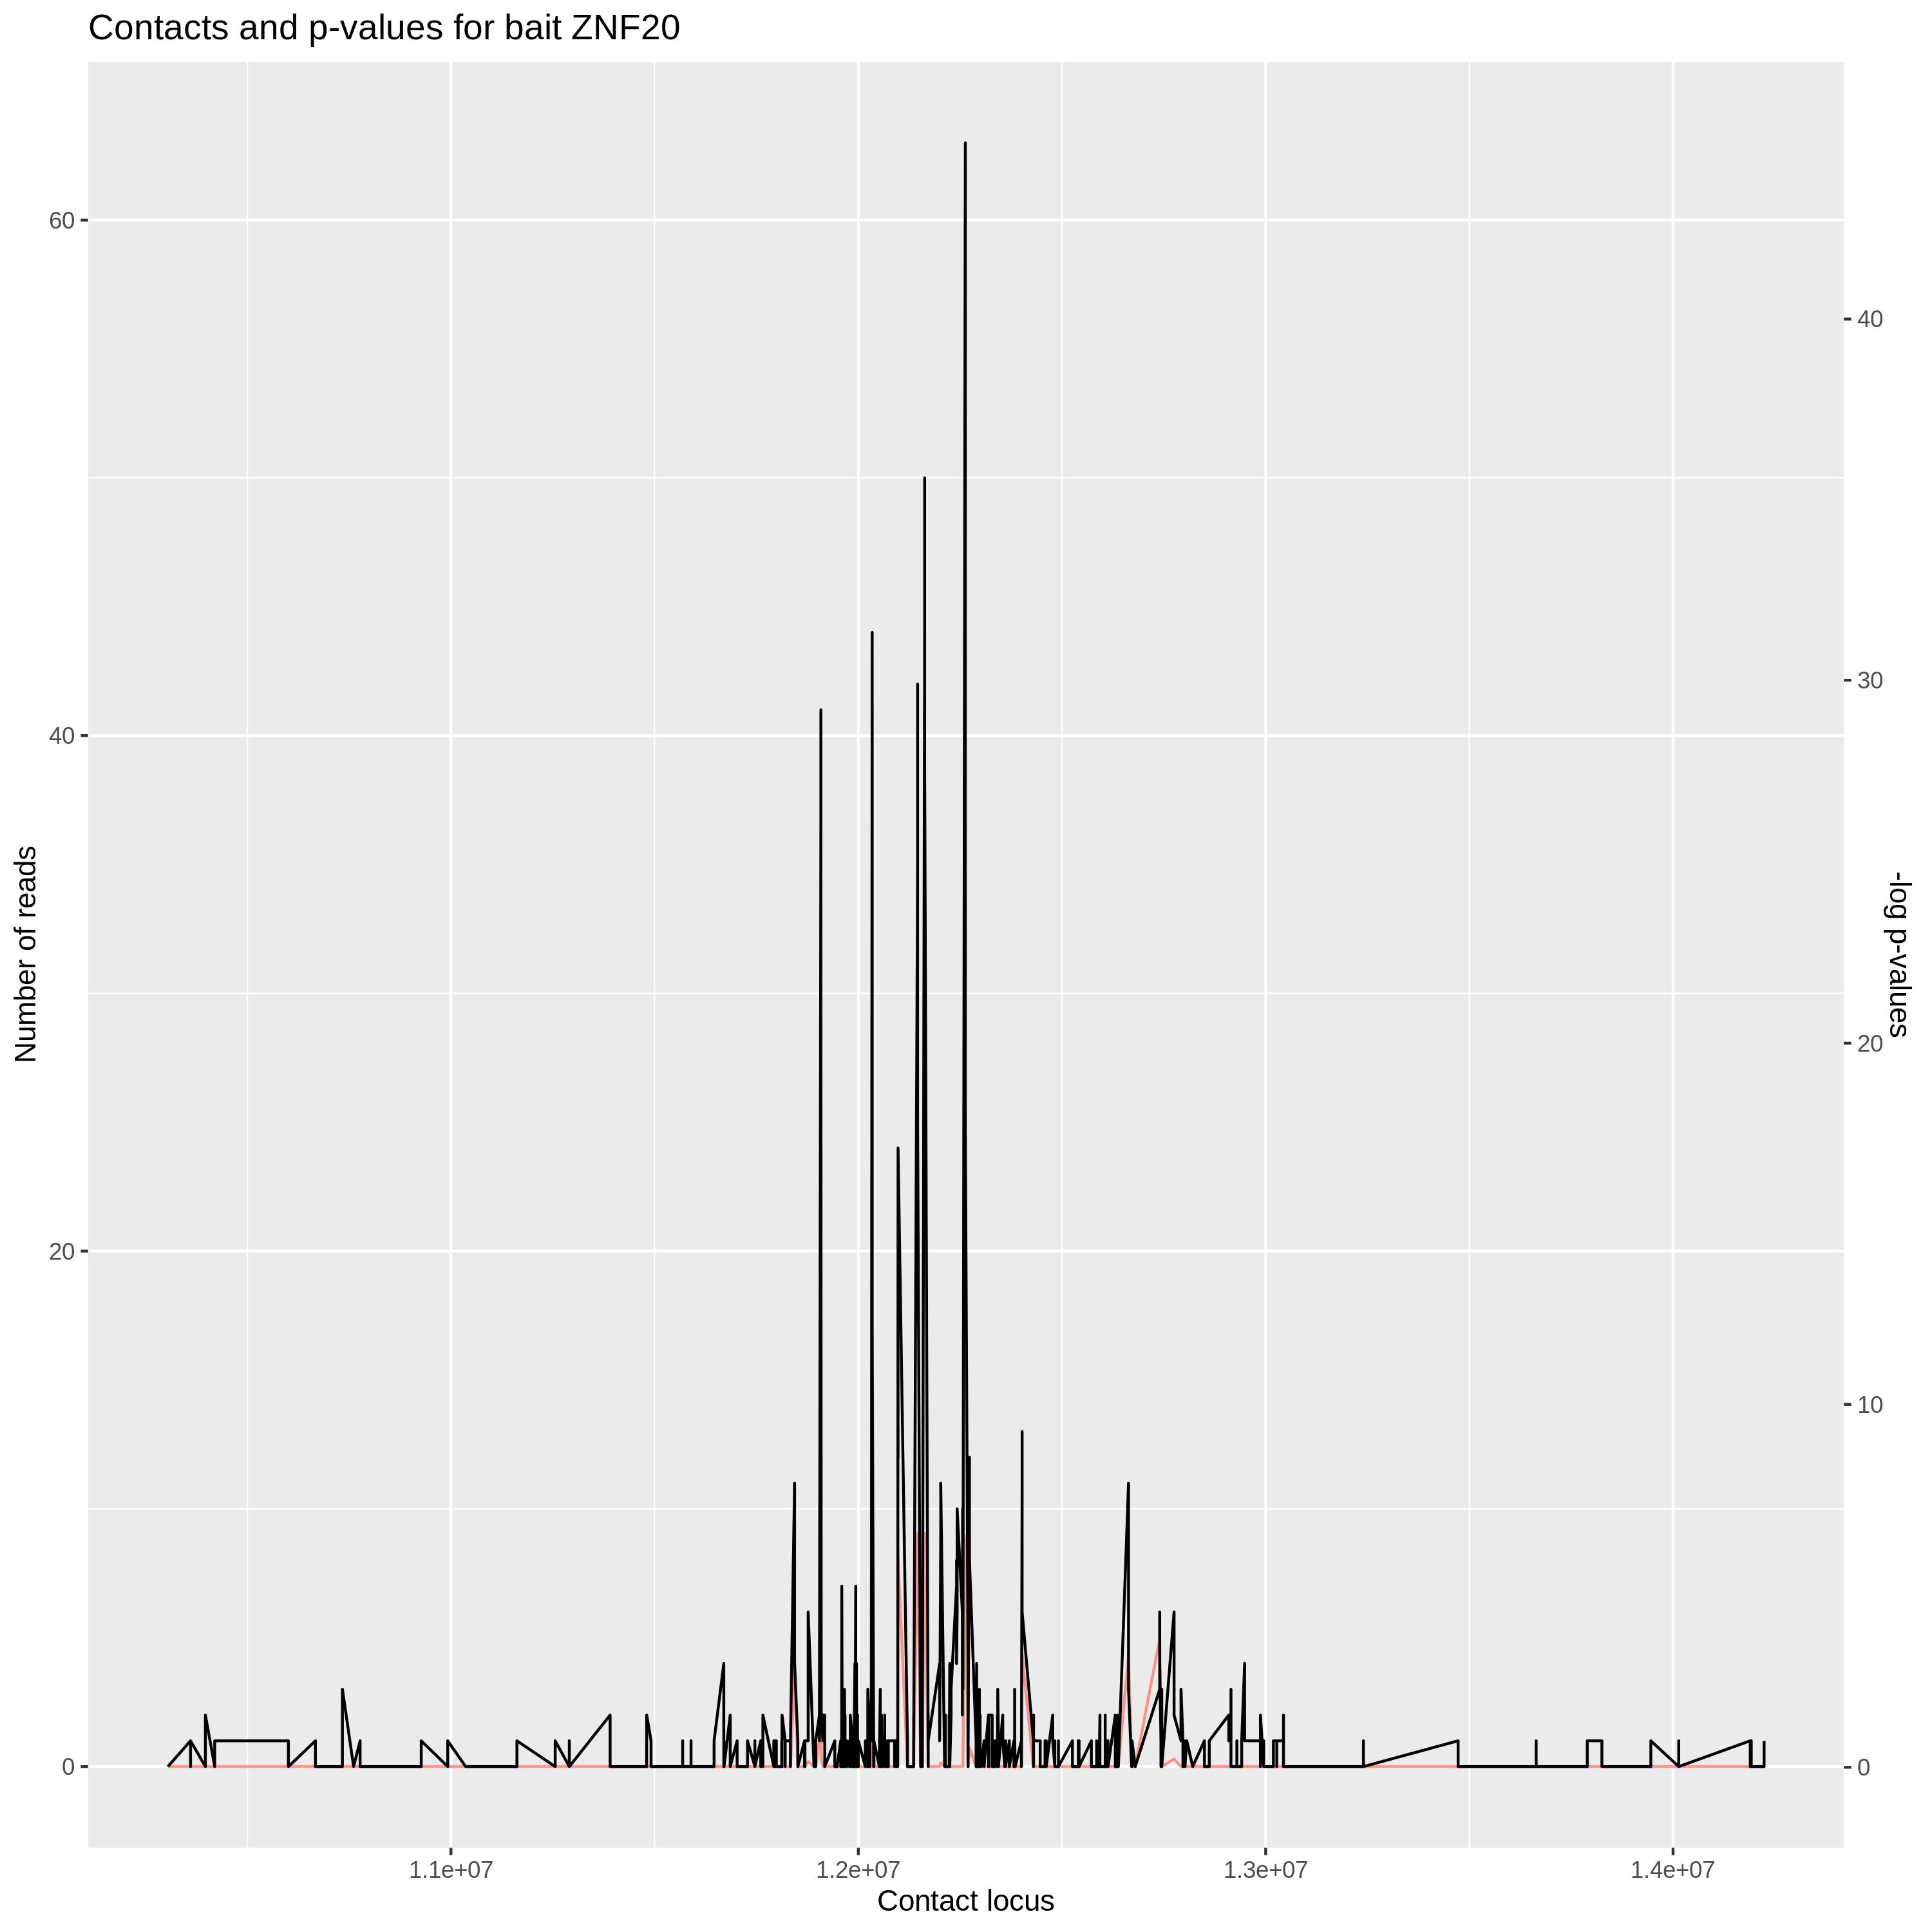 Contacts and p-values for bait ZNF20
60
40
20
0
Number of reads
40
30
20
10
0
-log p-values
1.1e+07
1.2e+07
1.3e+07
1.4e+07
Contact locus